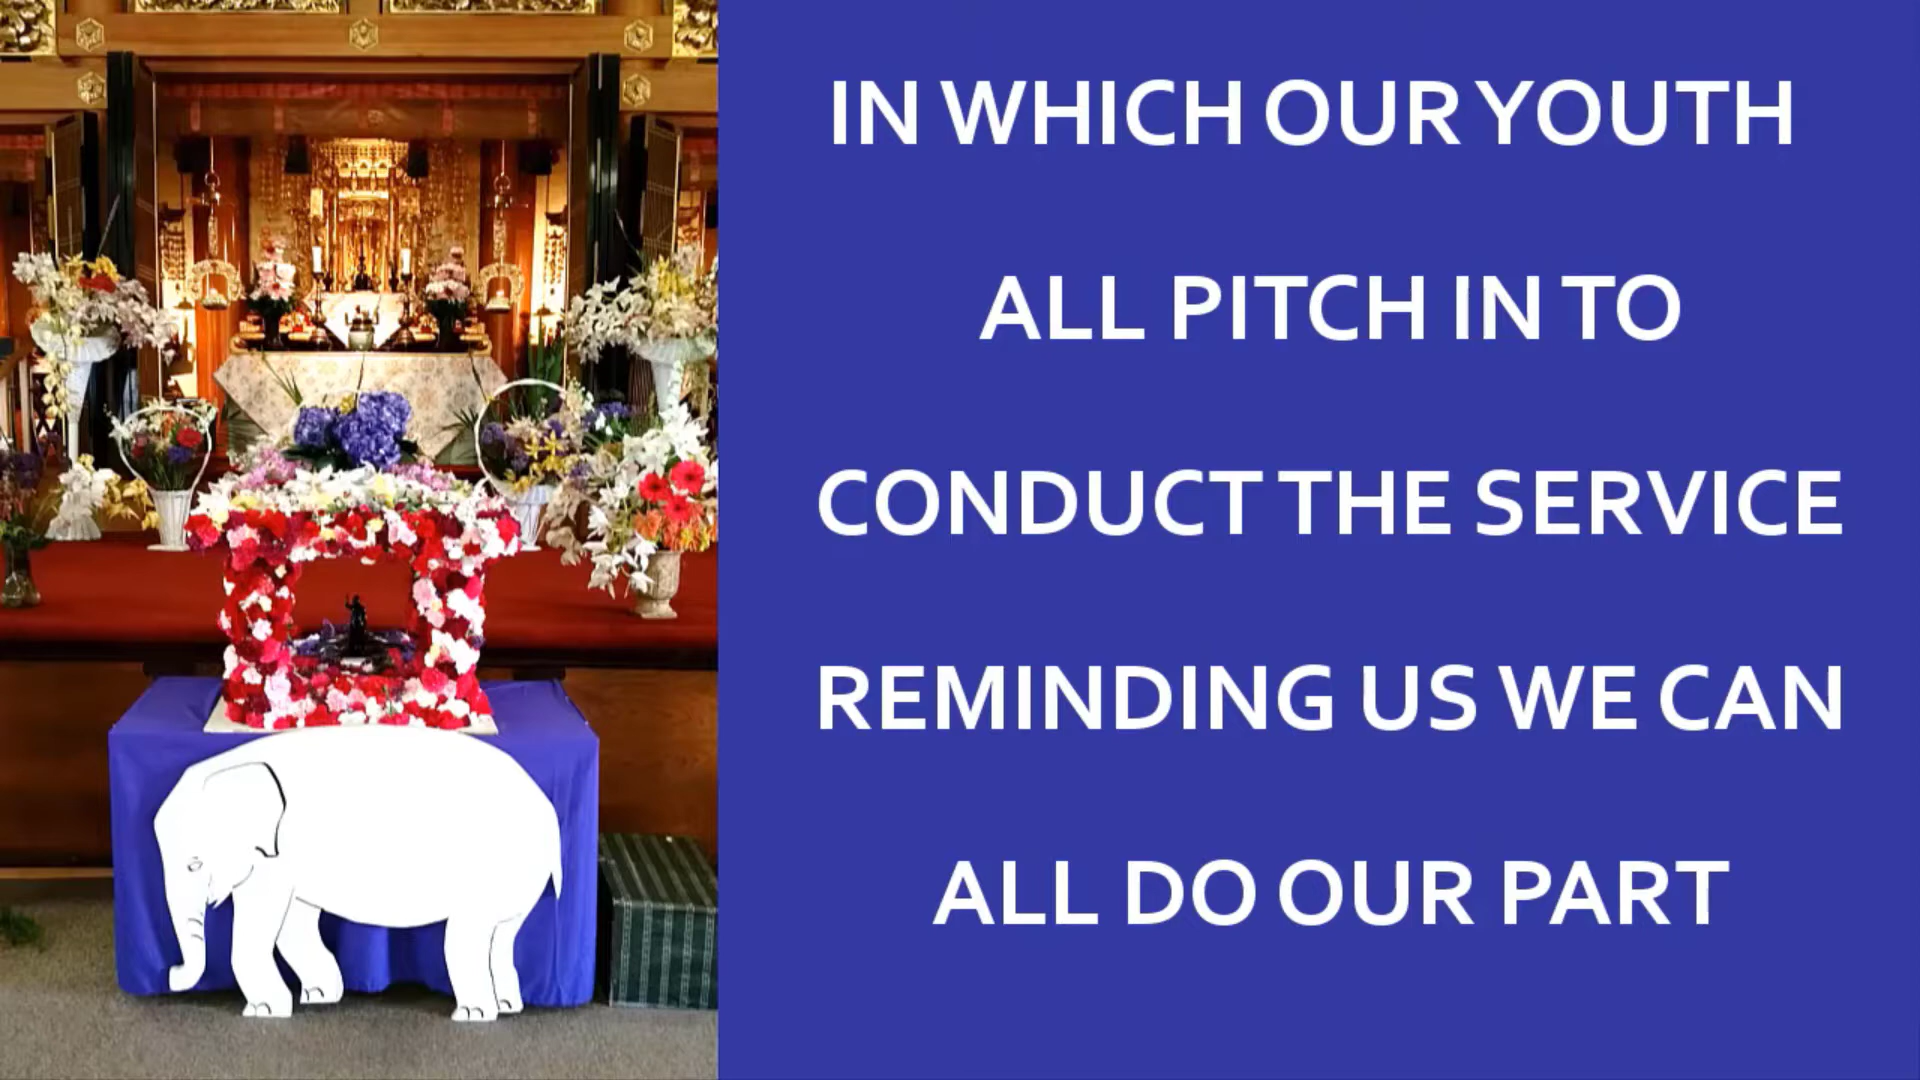 IN WHICH OUR YOUTH
ALL PITCH IN TO
CONDUCT THE SERVICE
REMINDING US WE CAN
ALL DO OUR PART